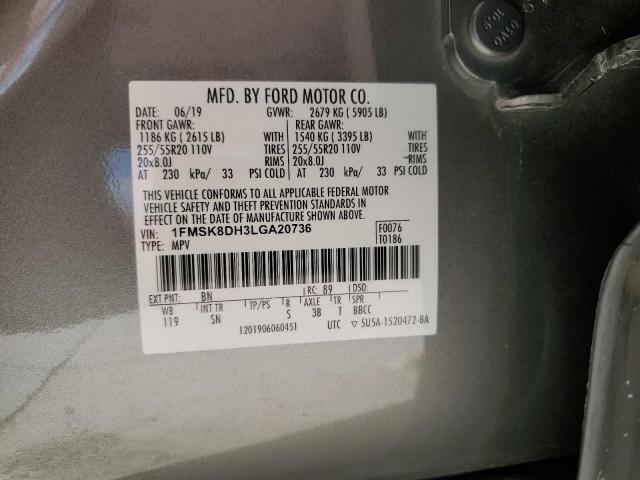 MFD. BY FORD MOTOR CO.
DATE: 06/19 GVWR: 2679 KG ( 5905 LB)
FRONT GAWR: REAR GAWR:
1186 KG ( 2615 LB) WITH 1540 KG ( 3395 LB) WITH
255/55R20 110V TIRES 255/55R20 110V TIRES
20x8.0J RIMS 20x8.0J RIMS
AT 230 kPa/ 33 PSI COLD AT 230 kPa/ 33 PSI COLD
THIS VEHICLE CONFORMS TO ALL APPLICABLE FEDERAL MOTOR
VEHICLE SAFETY AND THEFT PREVENTION STANDARDS IN
EFFECT ON THE DATE OF MANUFACTURE SHOWN ABOVE.
VIN: 1FMSK8DH3LGA20736 F0076
TYPE: MPV T0186
EXT PNT: BN RC: 89 DSO:
WB INT TR TP/PS R AXLE TR SPR
119 SN S 3B T BBCC
1201906060451 UTC 5U5A-1520472-BA